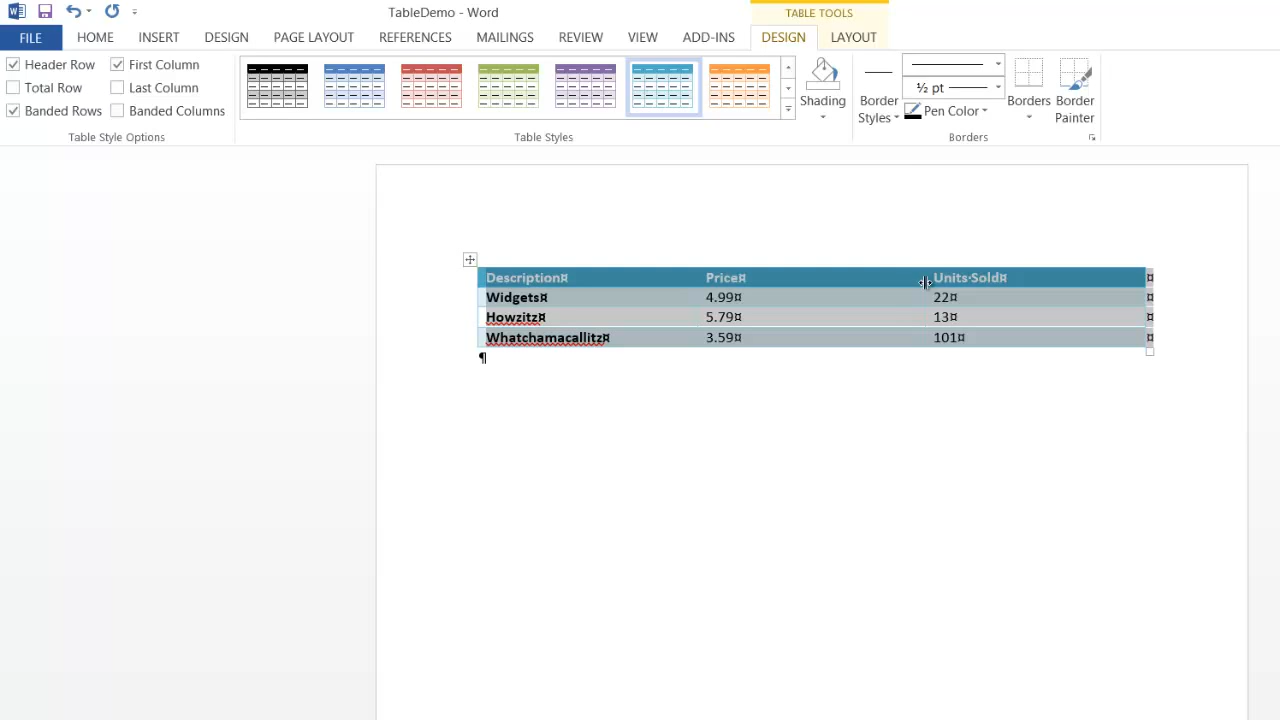 TableDemo - Word
TABLE TOOLS
FILE HOME INSERT DESIGN PAGE LAYOUT REFERENCES MAILINGS REVIEW VIEW ADD-INS DESIGN LAYOUT
Header Row First Column
Total Row Last Column
Banded Rows Banded Columns
Table Style Options
Table Styles
Shading
Border Styles
½ pt
Pen Color
Borders
Border Painter
Borders
Description¤ Price¤ Units·Sold¤ ¤
Widgets¤ 4.99¤ 22¤ ¤
Howzitz¤ 5.79¤ 13¤ ¤
Whatchamacallitz¤ 3.59¤ 101¤ ¤
¶